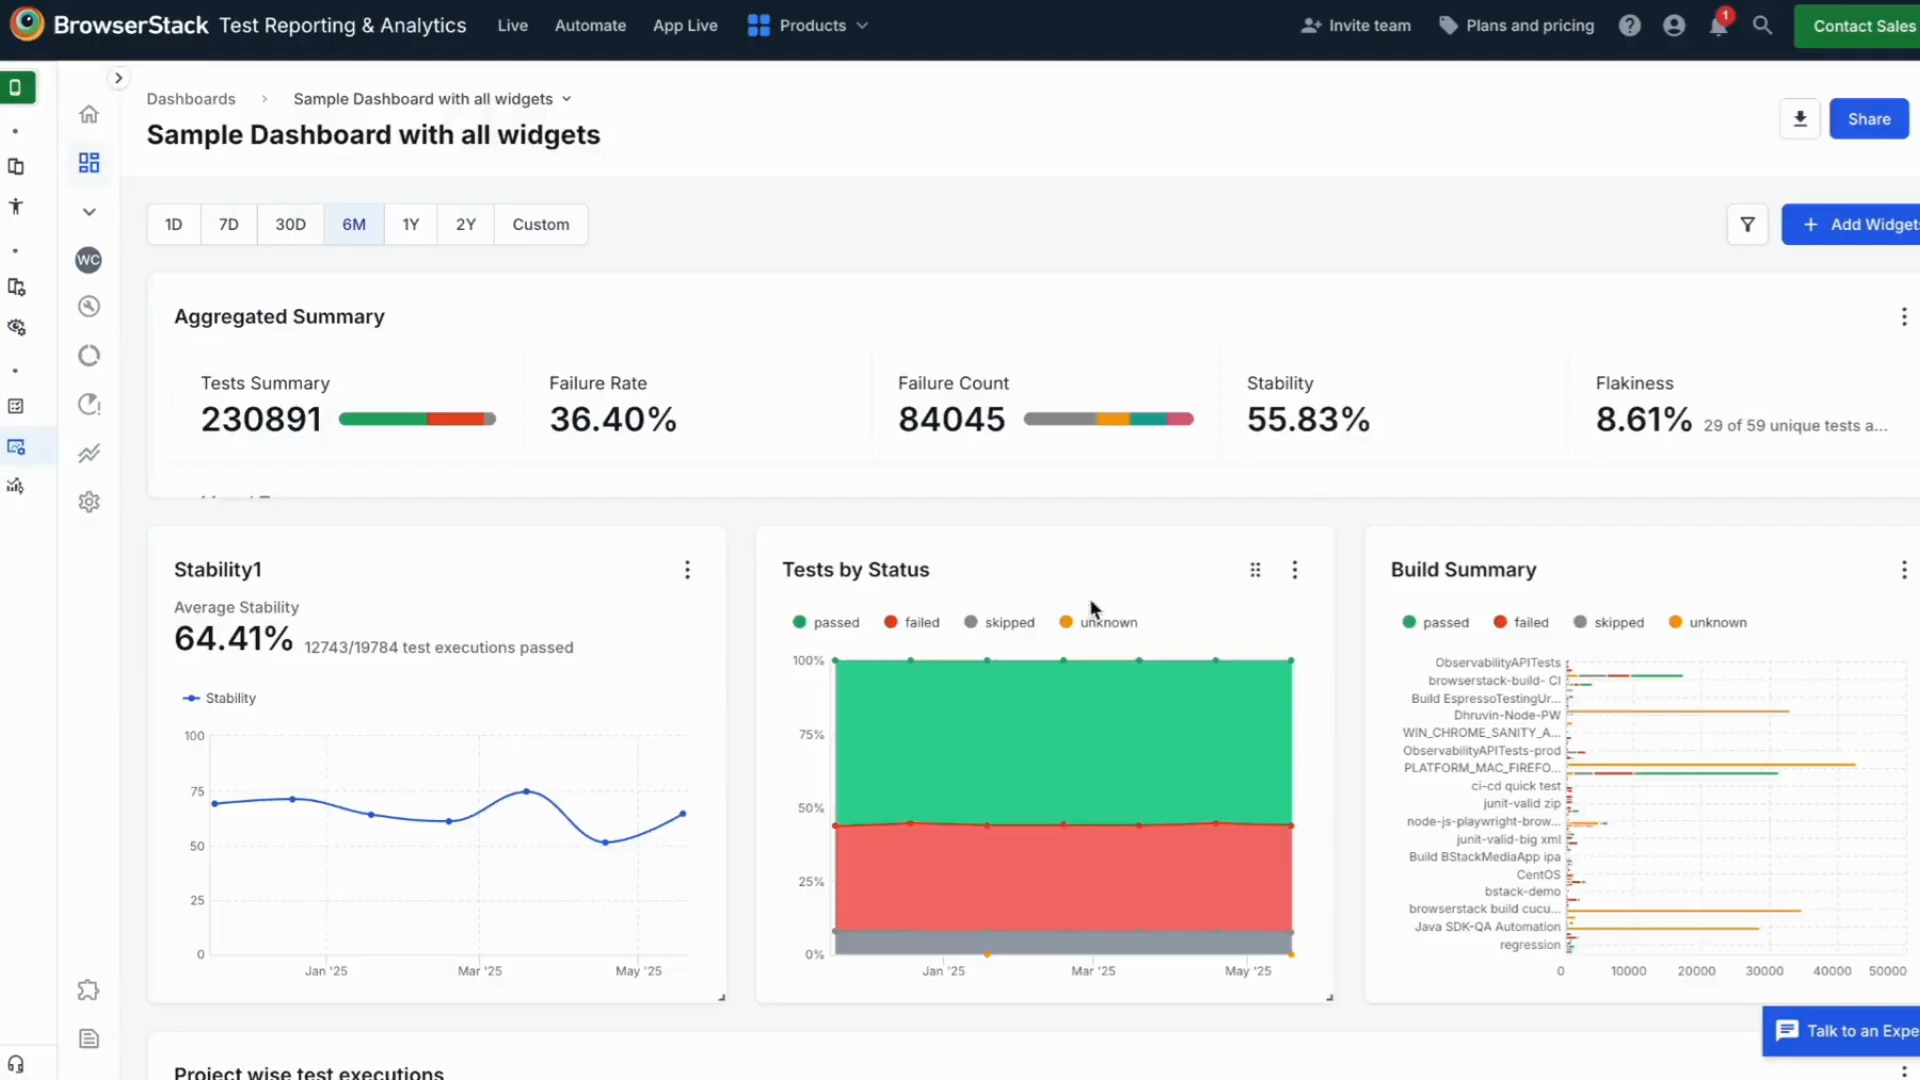 BrowserStack Test Reporting & Analytics Live Automate App Live Products Invite team Plans and pricing 1 Contact Sales
Dashboards Sample Dashboard with all widgets
Sample Dashboard with all widgets
Share
1D 7D 30D 6M 1Y 2Y Custom
+ Add Widget
WC
Aggregated Summary
Tests Summary
230891
Failure Rate
36.40%
Failure Count
84045
Stability
55.83%
Flakiness
8.61% 29 of 59 unique tests a...
Stability1
Average Stability
64.41% 12743/19784 test executions passed
Stability
100
75
50
25
0
Jan '25 Mar '25 May '25
Tests by Status
passed failed skipped unknown
100%
75%
50%
25%
0%
Jan '25 Mar '25 May '25
Build Summary
passed failed skipped unknown
ObservabilityAPITests
browserstack-build- CI
Build EspressoTestingUr...
Dhruvin-Node-PW
WIN_CHROME_SANITY_A...
ObservabilityAPITests-prod
PLATFORM_MAC_FIREFO...
ci-cd quick test
junit-valid zip
node-js-playwright-brow...
junit-valid-big xml
Build BStackMediaApp ipa
CentOS
bstack-demo
browserstack build cucu...
Java SDK-QA Automation
regression
0 10000 20000 30000 40000 50000
Talk to an Expe
Project wise test executions